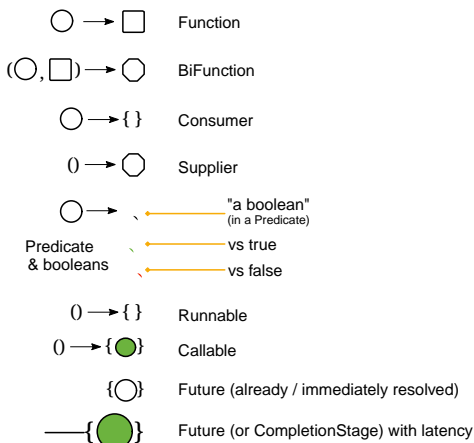 Function
( , ) BiFunction
{ } Consumer
() Supplier
"a boolean"
(in a Predicate)
Predicate
& booleans
vs true
vs false
() { } Runnable
() { } Callable
{ } Future (already / immediately resolved)
{ } Future (or CompletionStage) with latency